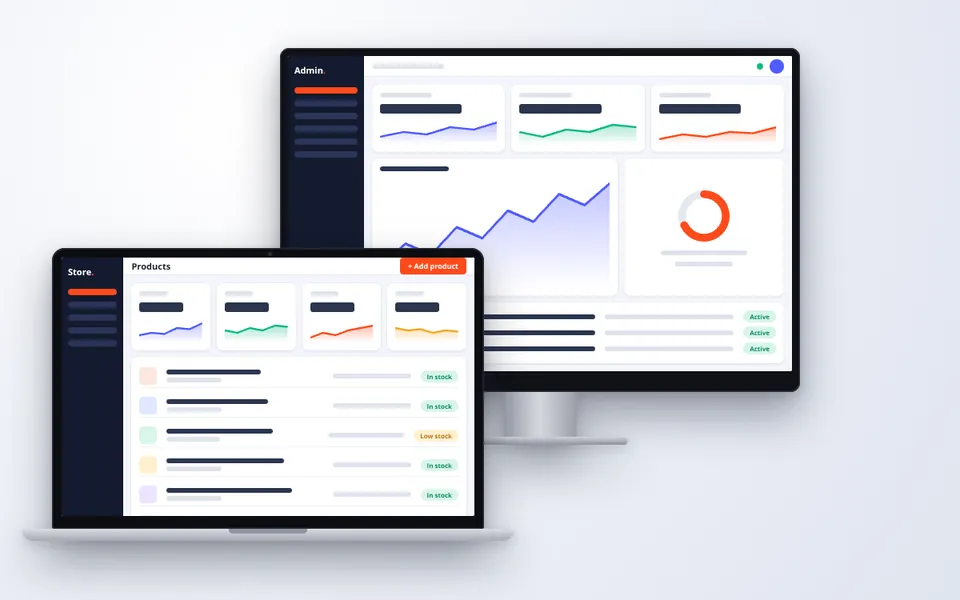 Admin.
Active
Active
Active
Store.
Products
+ Add product
In stock
In stock
Low stock
In stock
In stock